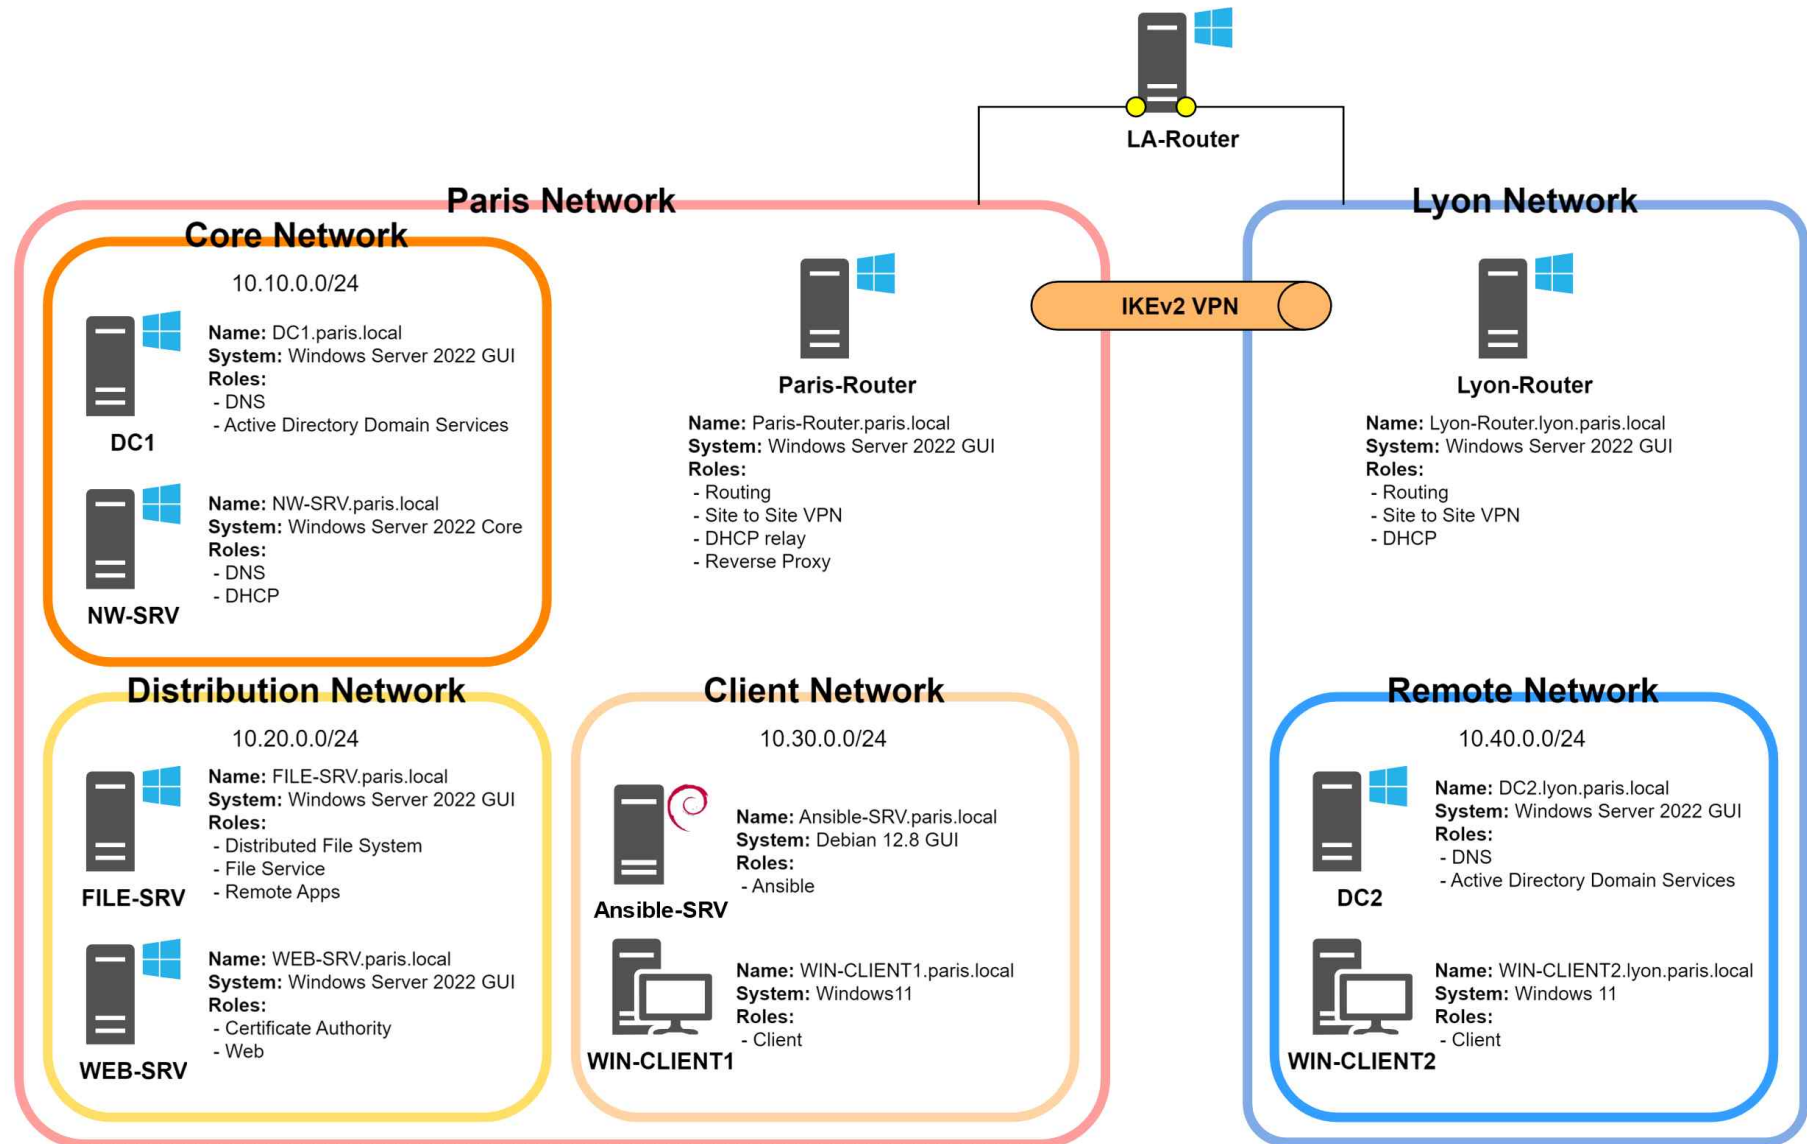 LA-Router
Paris Network
Core Network
10.10.0.0/24
Name: DC1.paris.local
System: Windows Server 2022 GUI
Roles:
- DNS
- Active Directory Domain Services
DC1
Name: NW-SRV.paris.local
System: Windows Server 2022 Core
Roles:
- DNS
- DHCP
NW-SRV
Paris-Router
Name: Paris-Router.paris.local
System: Windows Server 2022 GUI
Roles:
- Routing
- Site to Site VPN
- DHCP relay
- Reverse Proxy
Distribution Network
10.20.0.0/24
Name: FILE-SRV.paris.local
System: Windows Server 2022 GUI
Roles:
- Distributed File System
- File Service
- Remote Apps
FILE-SRV
Name: WEB-SRV.paris.local
System: Windows Server 2022 GUI
Roles:
- Certificate Authority
- Web
WEB-SRV
Client Network
10.30.0.0/24
Name: Ansible-SRV.paris.local
System: Debian 12.8 GUI
Roles:
- Ansible
Ansible-SRV
Name: WIN-CLIENT1.paris.local
System: Windows11
Roles:
- Client
WIN-CLIENT1
IKEv2 VPN
Lyon Network
Lyon-Router
Name: Lyon-Router.lyon.paris.local
System: Windows Server 2022 GUI
Roles:
- Routing
- Site to Site VPN
- DHCP
Remote Network
10.40.0.0/24
Name: DC2.lyon.paris.local
System: Windows Server 2022 GUI
Roles:
- DNS
- Active Directory Domain Services
DC2
Name: WIN-CLIENT2.lyon.paris.local
System: Windows 11
Roles:
- Client
WIN-CLIENT2